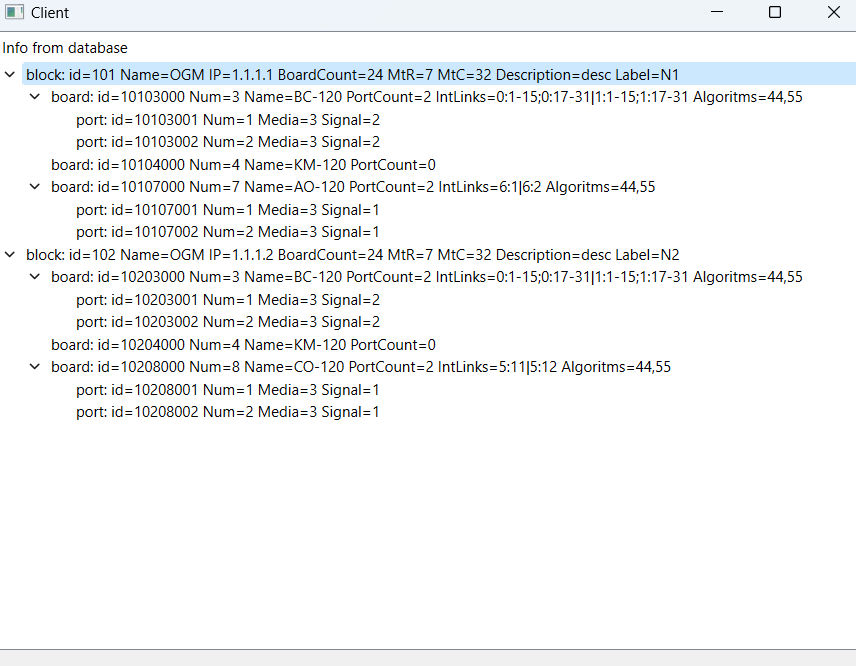 Client
Info from database
block: id=101 Name=OGM IP=1.1.1.1 BoardCount=24 MtR=7 MtC=32 Description=desc Label=N1
board: id=10103000 Num=3 Name=BC-120 PortCount=2 IntLinks=0:1-15;0:17-31|1:1-15;1:17-31 Algoritms=44,55
port: id=10103001 Num=1 Media=3 Signal=2
port: id=10103002 Num=2 Media=3 Signal=2
board: id=10104000 Num=4 Name=KM-120 PortCount=0
board: id=10107000 Num=7 Name=AO-120 PortCount=2 IntLinks=6:1|6:2 Algoritms=44,55
port: id=10107001 Num=1 Media=3 Signal=1
port: id=10107002 Num=2 Media=3 Signal=1
block: id=102 Name=OGM IP=1.1.1.2 BoardCount=24 MtR=7 MtC=32 Description=desc Label=N2
board: id=10203000 Num=3 Name=BC-120 PortCount=2 IntLinks=0:1-15;0:17-31|1:1-15;1:17-31 Algoritms=44,55
port: id=10203001 Num=1 Media=3 Signal=2
port: id=10203002 Num=2 Media=3 Signal=2
board: id=10204000 Num=4 Name=KM-120 PortCount=0
board: id=10208000 Num=8 Name=CO-120 PortCount=2 IntLinks=5:11|5:12 Algoritms=44,55
port: id=10208001 Num=1 Media=3 Signal=1
port: id=10208002 Num=2 Media=3 Signal=1